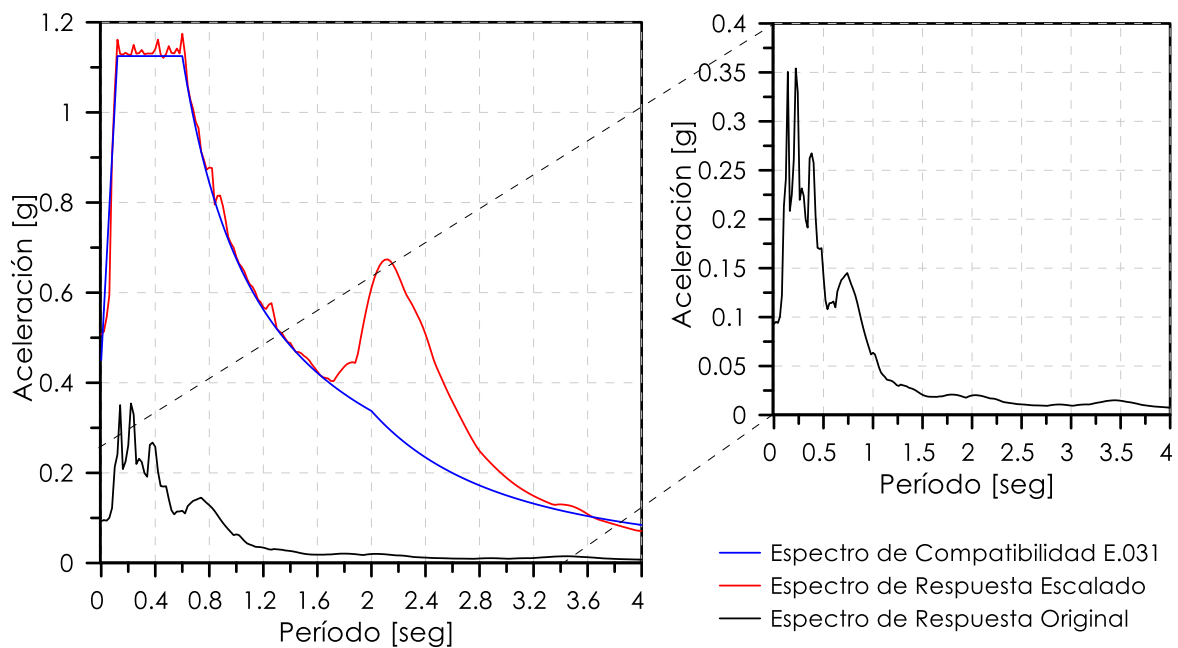 Aceleración [g]
1.2
1
0.8
0.6
0.4
0.2
0
0 0.4 0.8 1.2 1.6 2 2.4 2.8 3.2 3.6 4
Período [seg]
Aceleración [g]
0.4
0.35
0.3
0.25
0.2
0.15
0.1
0.05
0
0 0.5 1 1.5 2 2.5 3 3.5 4
Período [seg]
Espectro de Compatibilidad E.031
Espectro de Respuesta Escalado
Espectro de Respuesta Original